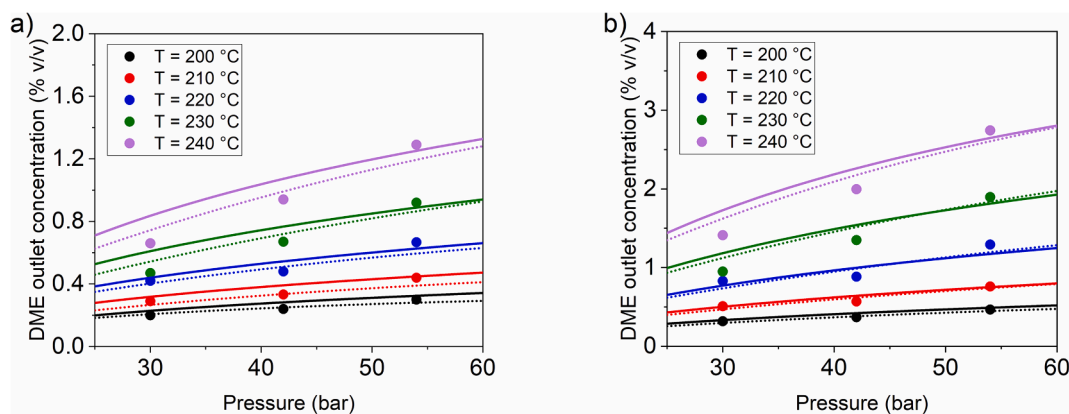 a)
DME outlet concentration (% v/v)
2.0
1.6
1.2
0.8
0.4
0.0
T = 200 °C
T = 210 °C
T = 220 °C
T = 230 °C
T = 240 °C
30
40
50
60
Pressure (bar)
b)
DME outlet concentration (% v/v)
4
3
2
1
0
T = 200 °C
T = 210 °C
T = 220 °C
T = 230 °C
T = 240 °C
30
40
50
60
Pressure (bar)